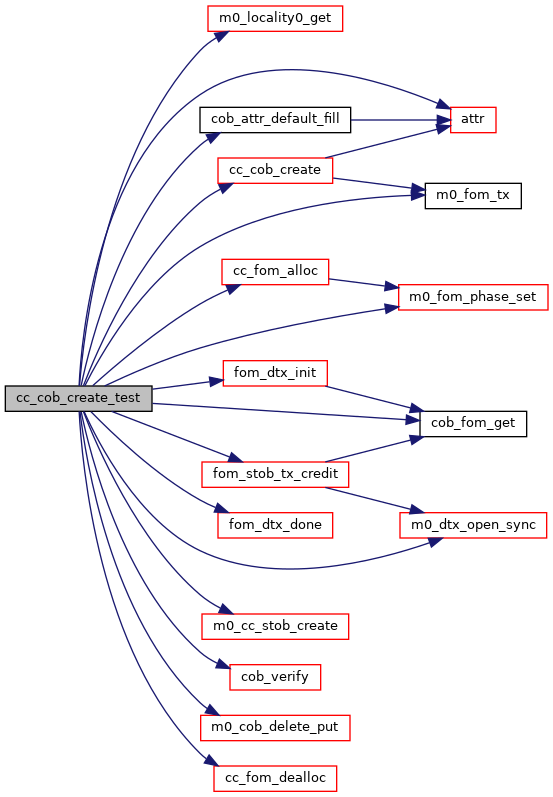 m0_locality0_get
cob_attr_default_fill
attr
cc_cob_create
m0_fom_tx
cc_fom_alloc
m0_fom_phase_set
fom_dtx_init
cc_cob_create_test
cob_fom_get
fom_stob_tx_credit
fom_dtx_done
m0_dtx_open_sync
m0_cc_stob_create
cob_verify
m0_cob_delete_put
cc_fom_dealloc